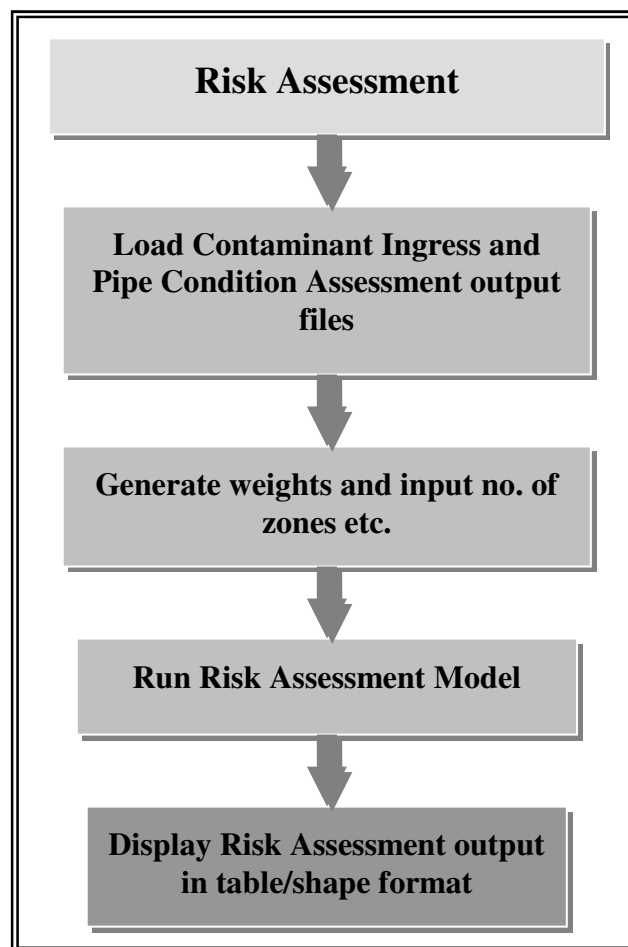 Risk Assessment
Load Contaminant Ingress and
Pipe Condition Assessment output
files
Generate weights and input no. of
zones etc.
Run Risk Assessment Model
Display Risk Assessment output
in table/shape format